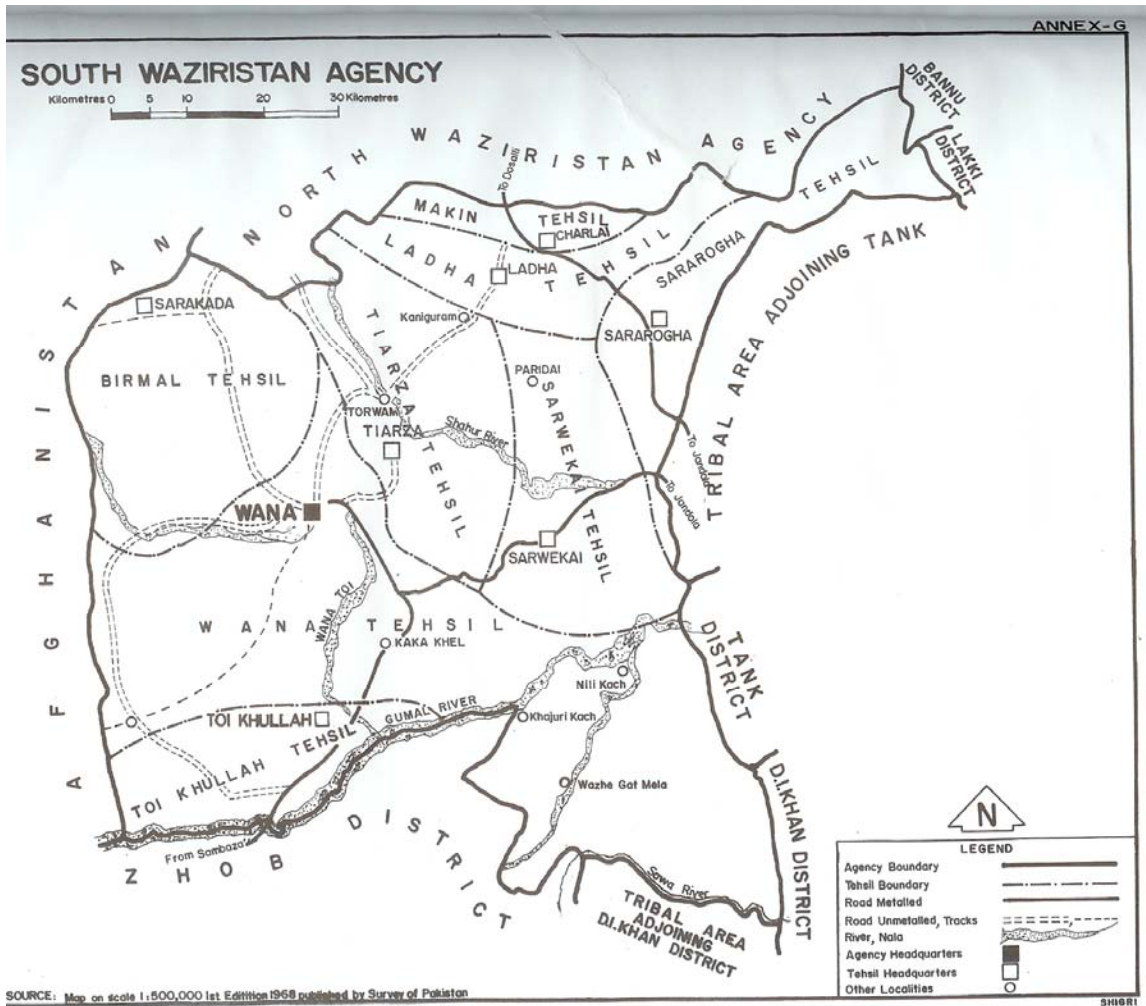 ANNEX-G
SOUTH WAZIRISTAN AGENCY
Kilometres 0 5 10 20 30 Kilometres
BANNU
DISTRICT
LAKKI
DISTRICT
NORTH WAZIRISTAN AGENCY
To Dosalli
MAKIN
TEHSIL
CHARLAI
LADHA TEHSIL
LADHA
SARAROGHA TEHSIL
SARAROGHA
Kaniguram
SARAKADA
BIRMAL TEHSIL
AFGHANISTAN
TRIBAL AREA ADJOINING TANK
PARIDAI
TORWAM
TIARZA
TIARZA TEHSIL
Shahur River
SARWEKAI TEHSIL
To Jandola
To Jandola
WANA
SARWEKAI
WANA TOI
WANA TEHSIL
KAKA KHEL
TANK
DISTRICT
Nili Kach
GUMAL RIVER
Khajuri Kach
TOI KHULLAH
TOI KHULLAH TEHSIL
Wazhe Gat Mela
D.I.KHAN DISTRICT
From Sambaza
ZHOB DISTRICT
Sawa River
TRIBAL AREA
ADJOINING
D.I.KHAN DISTRICT
N
LEGEND
Agency Boundary
Tehsil Boundary
Road Metalled
Road Unmetalled, Tracks
River, Nala
Agency Headquarters
Tehsil Headquarters
Other Localities
SOURCE: Map on scale 1:500,000 1st Edittion 1968 published by Survey of Pakistan
SHIGRI